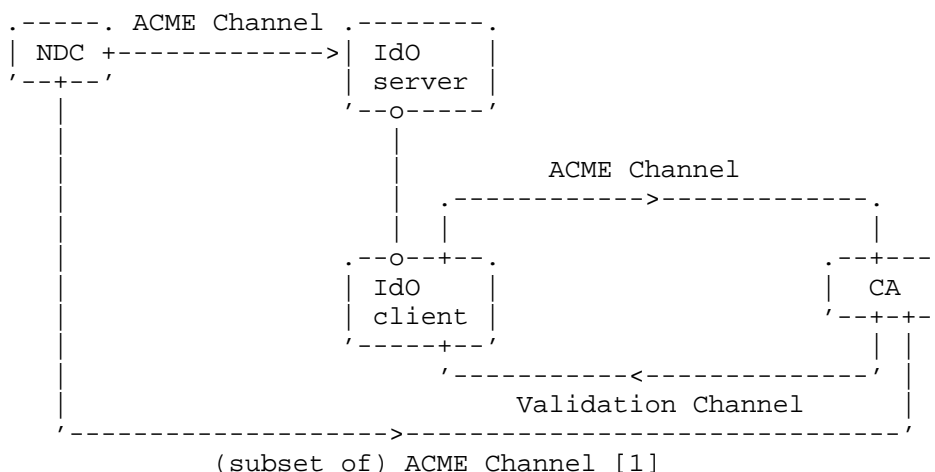 ACME Channel
NDC
IdO
server
ACME Channel
IdO
client
CA
Validation Channel
(subset of) ACME Channel [1]